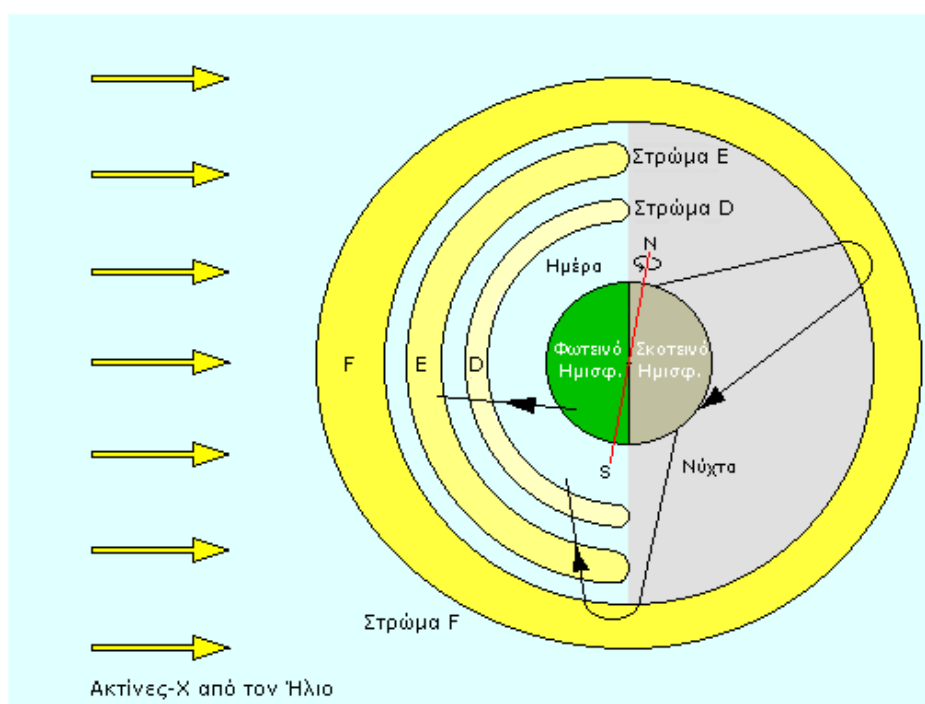 Στρώμα E
Στρώμα D
N
Ημέρα
F
E
D
Φωτεινό
Ημισφ.
Σκοτεινό
Ημισφ.
S
Νύχτα
Στρώμα F
Ακτίνες-Χ από τον Ήλιο